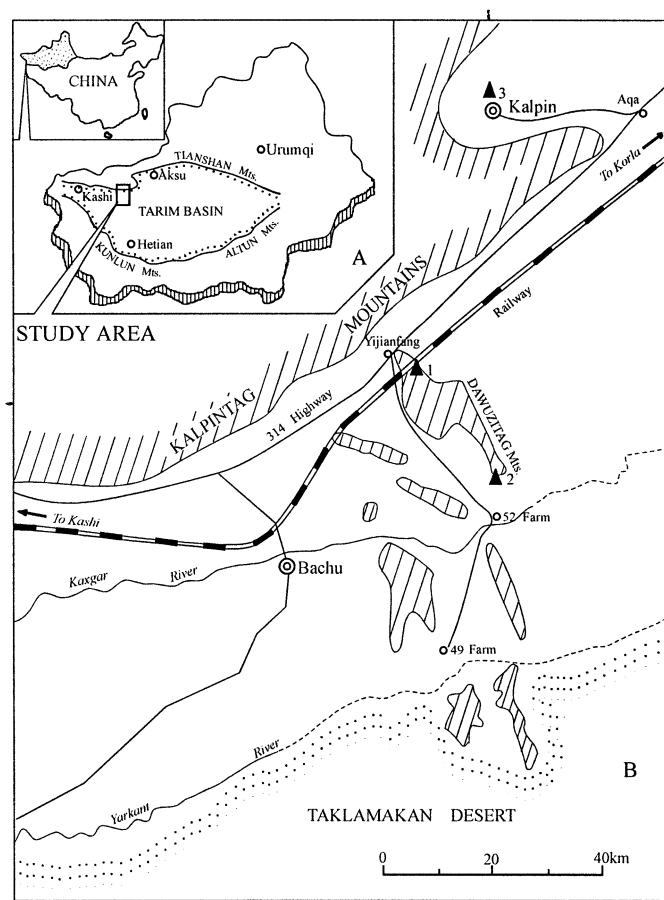 CHINA
Urumqi
TIANSHAN Mts.
Aksu
Kashi
TARIM BASIN
Hetian
KUNLUN Mts.
ALTUN Mts.
A
STUDY AREA
3
Kalpin
Aqa
To Korla
Railway
KALPINTAG MOUNTAINS
Yijianfang
1
314 Highway
DAWUZITAG Mts.
2
52 Farm
To Kashi
Bachu
Kaxgar River
49 Farm
Yarkant River
B
TAKLAMAKAN DESERT
0 20 40km